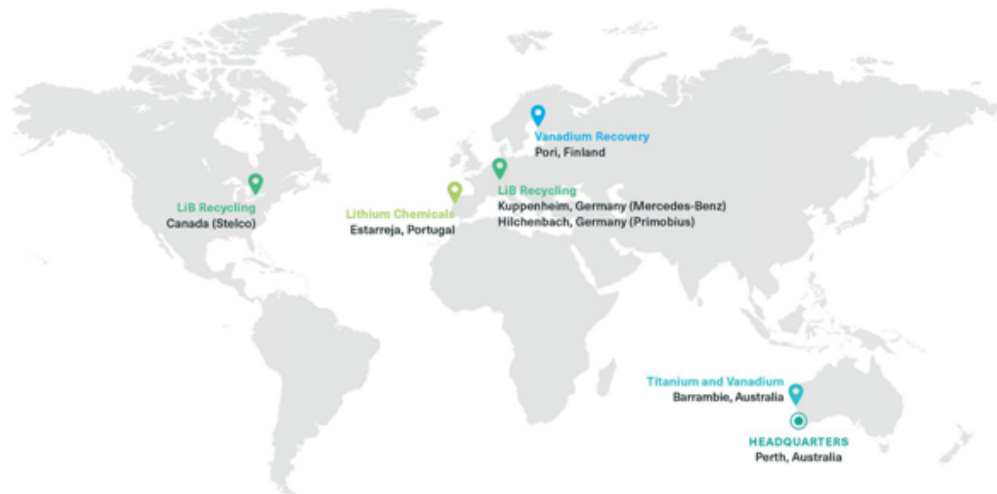 Vanadium Recovery
Pori, Finland
LiB Recycling
Canada (Stelco)
Lithium Chemicals
Estarreja, Portugal
LiB Recycling
Kuppenheim, Germany (Mercedes-Benz)
Hilchenbach, Germany (Primobius)
Titanium and Vanadium
Barrambie, Australia
HEADQUARTERS
Perth, Australia